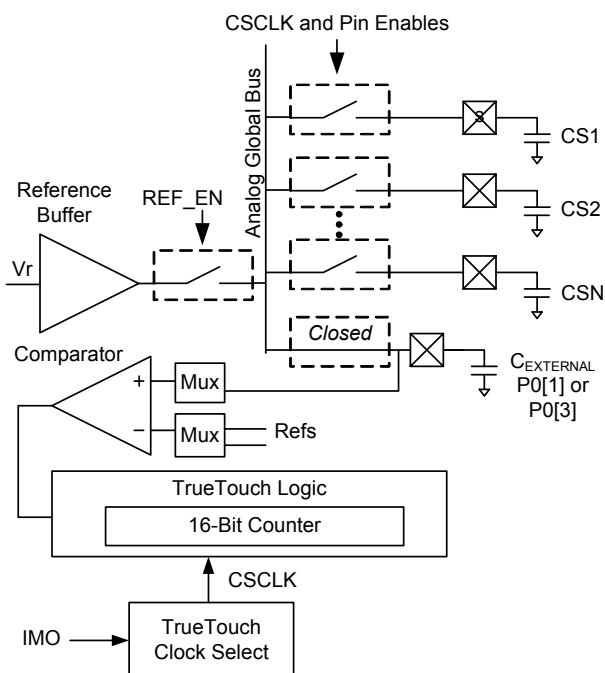 CSCLK and Pin Enables
Analog Global Bus
S
CS1
Reference
Buffer
REF_EN
CS2
Vr
CSN
Closed
Comparator
CEXTERNAL
P0[1] or
P0[3]
+
Mux
−
Mux
Refs
TrueTouch Logic
16-Bit Counter
CSCLK
IMO
TrueTouch
Clock Select